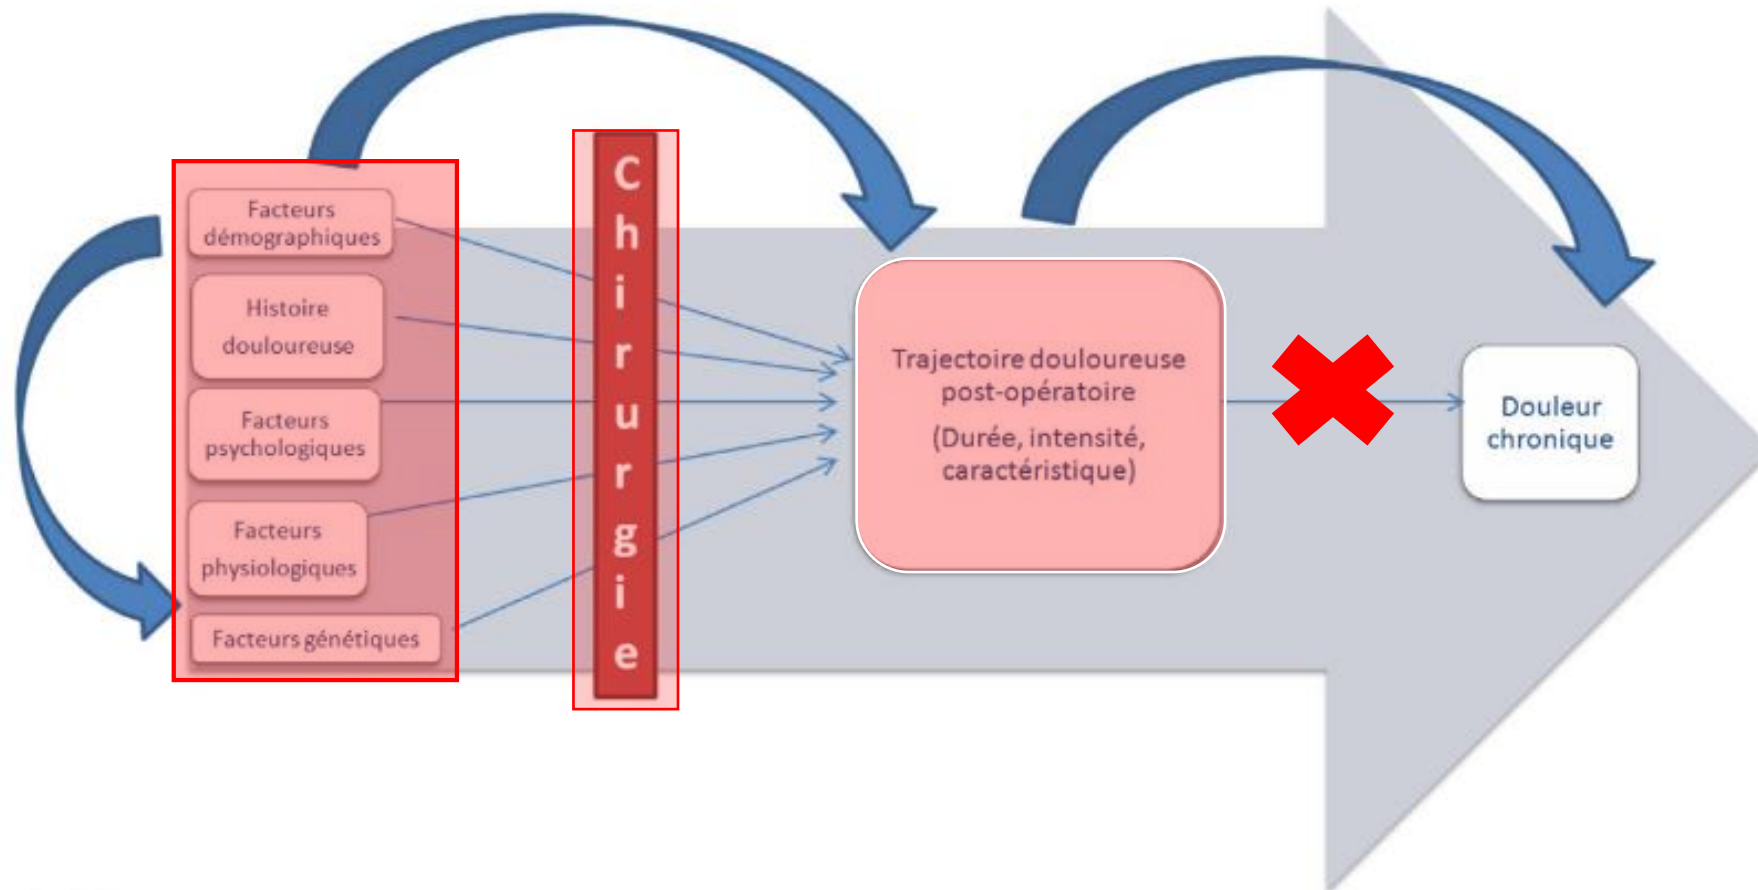 Facteurs
démographiques
Histoire
douloureuse
Facteurs
psychologiques
Facteurs
physiologiques
Facteurs génétiques
Chirurgie
Trajectoire douloureuse
post-opératoire
(Durée, intensité,
caractéristique)
Douleur
chronique